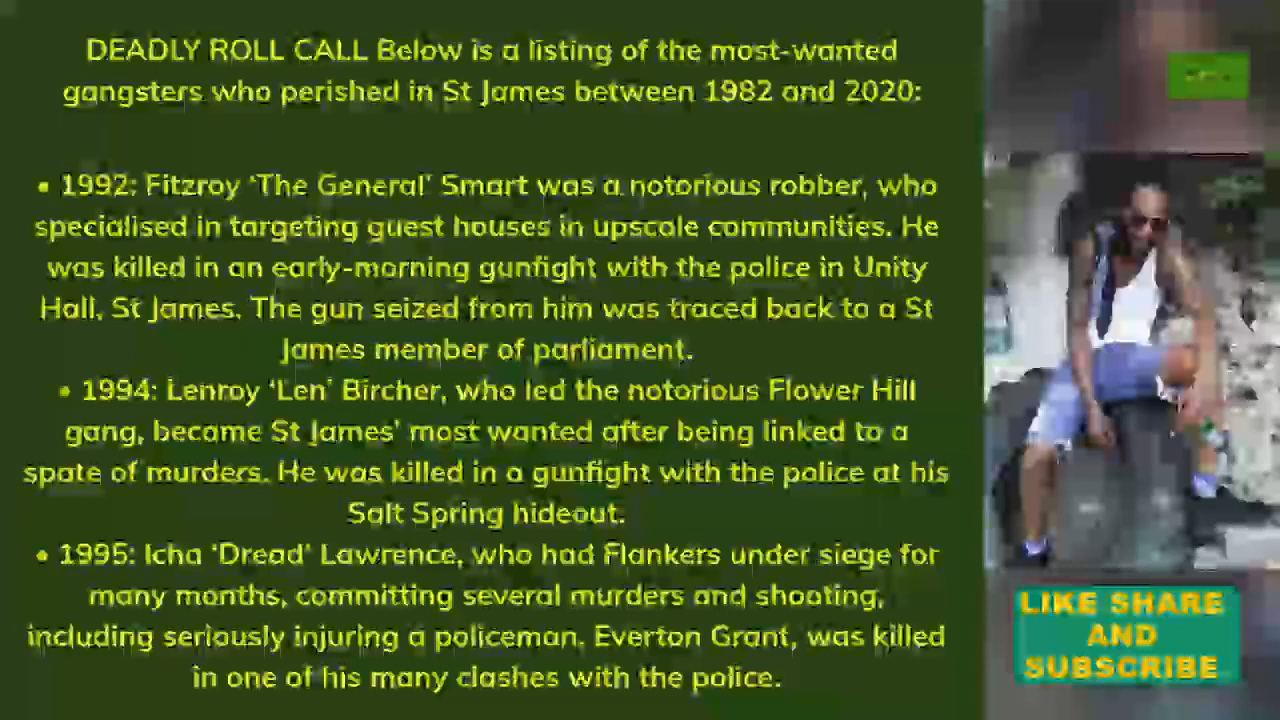 DEADLY ROLL CALL Below is a listing of the most-wanted
gangsters who perished in St James between 1982 and 2020:
• 1992: Fitzroy ‘The General’ Smart was a notorious robber, who
specialised in targeting guest houses in upscale communities. He
was killed in an early-morning gunfight with the police in Unity
Hall, St James. The gun seized from him was traced back to a St
James member of parliament.
• 1994: Lenroy ‘Len’ Bircher, who led the notorious Flower Hill
gang, became St James’ most wanted after being linked to a
spate of murders. He was killed in a gunfight with the police at his
Salt Spring hideout.
• 1995: Icha ‘Dread’ Lawrence, who had Flankers under siege for
many months, committing several murders and shooting,
including seriously injuring a policeman, Everton Grant, was killed
in one of his many clashes with the police.
LIKE SHARE
AND
SUBSCRIBE